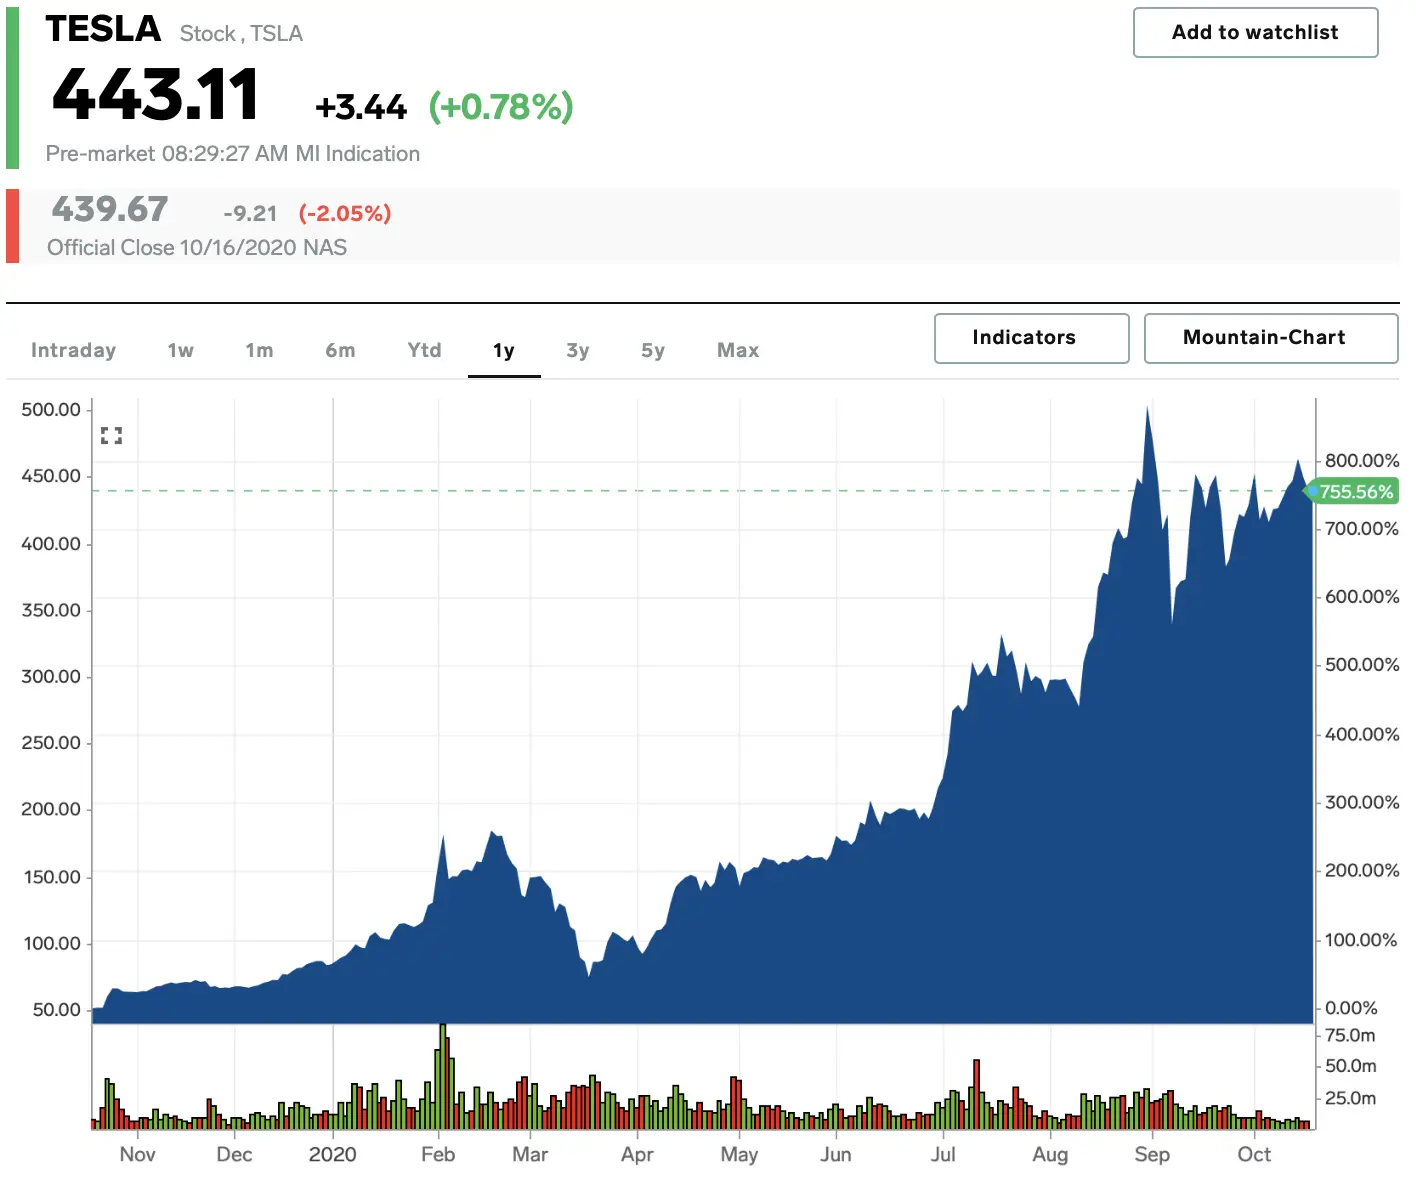 TESLA Stock , TSLA
Add to watchlist
443.11 +3.44 (+0.78%)
Pre-market 08:29:27 AM MI Indication
439.67 -9.21 (-2.05%)
Official Close 10/16/2020 NAS
Intraday 1w 1m 6m Ytd 1y 3y 5y Max
Indicators Mountain-Chart
500.00
800.00%
450.00
755.56%
700.00%
400.00
350.00 600.00%
300.00 500.00%
250.00 400.00%
200.00 300.00%
150.00 200.00%
100.00 100.00%
50.00 0.00%
75.0m
50.0m
25.0m
Nov Dec 2020 Feb Mar Apr May Jun Jul Aug Sep Oct